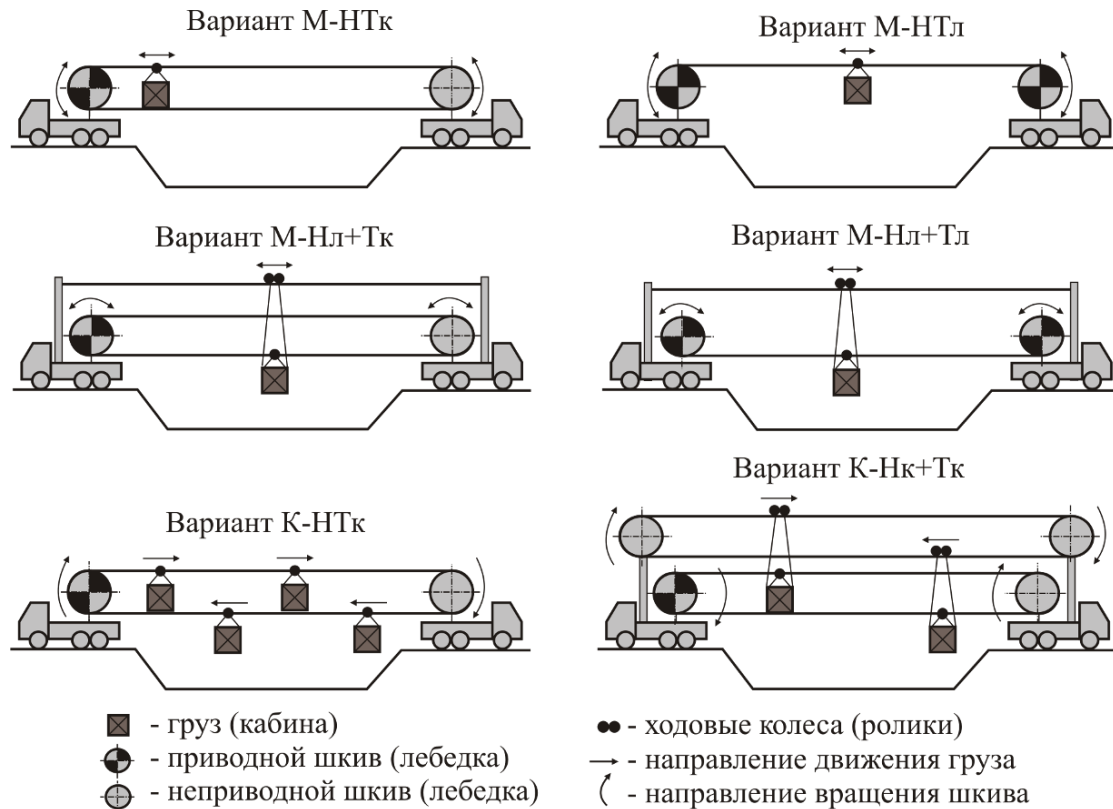 Вариант М-НТк
Вариант М-НТл
Вариант М-Нл+Тк
Вариант М-Нл+Тл
Вариант К-НТк
Вариант К-Нк+Тк
- груз (кабина)
- приводной шкив (лебедка)
- неприводной шкив (лебедка)
- ходовые колеса (ролики)
- направление движения груза
- направление вращения шкива